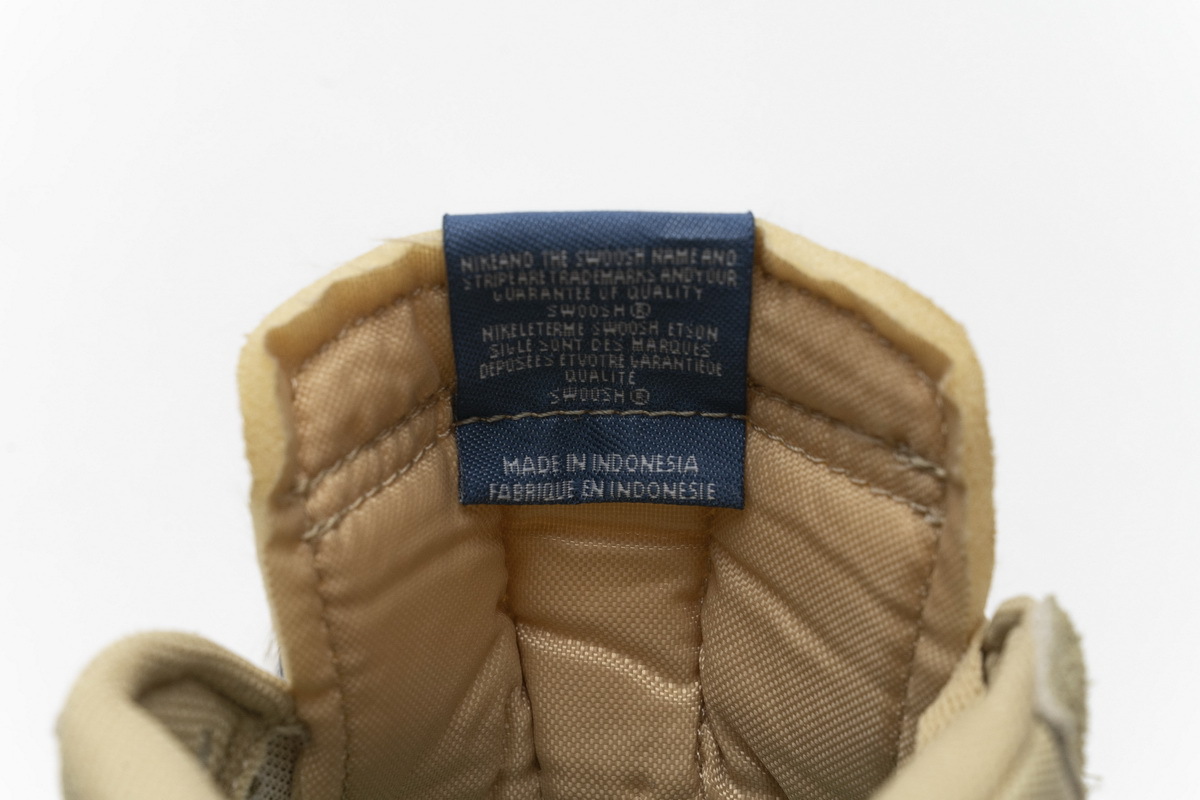 NIKEAND THE SWOOSH NAMEAND
STRIPEARETRADEMARKS ANDYOUR
GUARANTEE OF QUALITY
SWOOSH®
NIKELETERME SWOOSH ETSON
SIGLE SONT DES MARQUES
DEPOSEES ETVOTRE GARANTIEDE
QUALITE
SWOOSH®
MADE IN INDONESIA
FABRIQUE EN INDONESIE